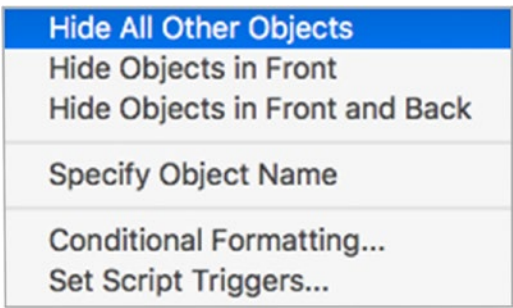 Hide All Other Objects
Hide Objects in Front
Hide Objects in Front and Back
Specify Object Name
Conditional Formatting...
Set Script Triggers...